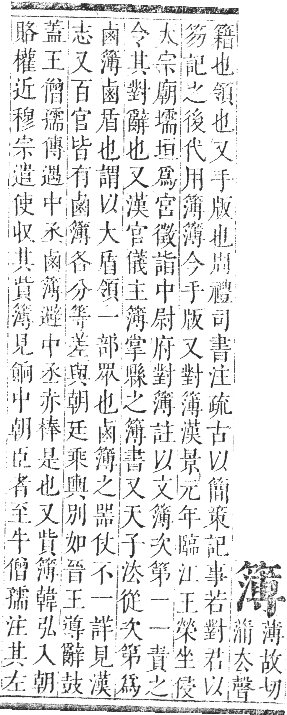 簿薄故切
蒲去聲
籍也領也又手版也周禮司書注疏古以簡策記事若對君以
笏記之後代用簿簿今手版又對簿漢景元年臨江王榮坐侵
太宗廟壖垣爲宮徵詣中尉府對簿註以文簿次第一一責之
令其對辭也又漢官儀主簿掌縣之簿書又天子法從次第爲
鹵簿鹵盾也謂以大盾領一部眾也鹵簿之器仗不一詳見漢
志又百官皆有鹵簿各分等差與朝廷乘輿別如晉王導辭鼓
蓋王僧孺傳遇中丞鹵簿避中丞赤棒是也又貲簿韓弘入朝
賂權近穆宗遣使収其貲簿見餉中朝臣者至牛僧孺注其左